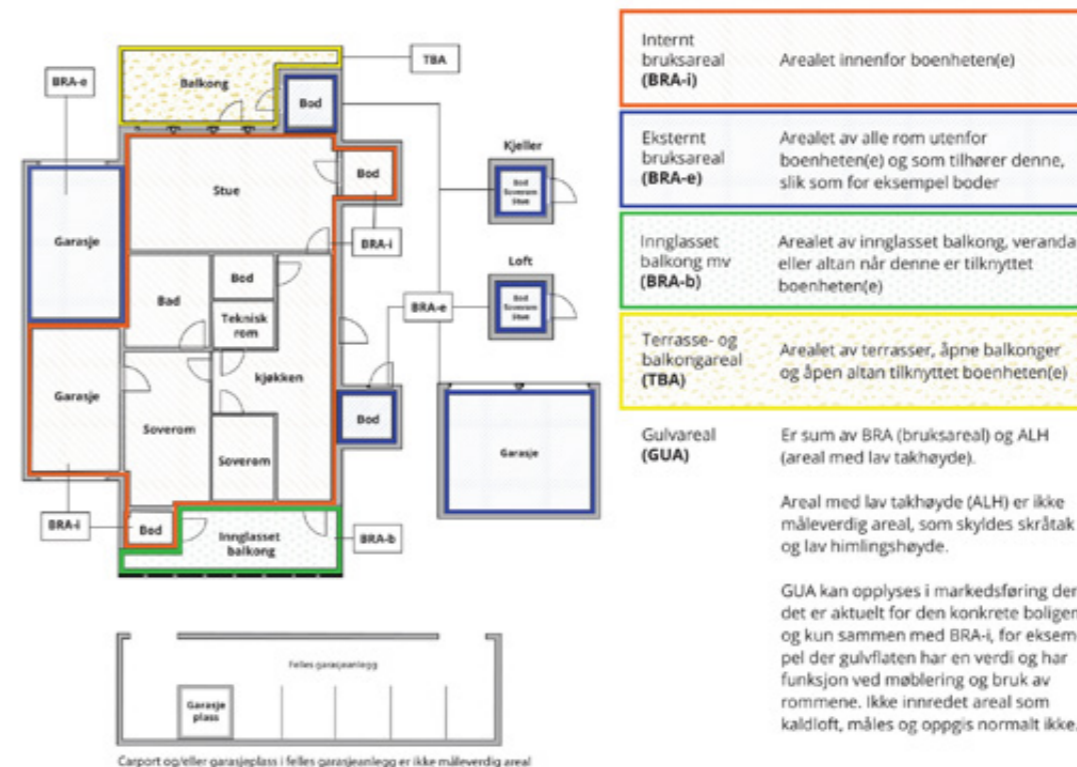 TBA
BRA-e
Balkong
Bod
Kjeller
Bod
Soverom
Stue
Stue
Bod
Garasje
BRA-i
Loft
Bod
Bod
Soverom
Stue
Bad
Teknisk
rom
BRA-e
kjøkken
Garasje
Bod
Soverom
Garasje
Soverom
BRA-i
Bod
Innglasset
balkong
BRA-b
Felles garasjeanlegg
Garasje
plass
Carport og/eller garasjeplass i felles garasjeanlegg er ikke måleverdig areal
Internt
bruksareal
(BRA-i)
Arealet innenfor boenheten(e)
Eksternt
bruksareal
(BRA-e)
Arealet av alle rom utenfor
boenheten(e) og som tilhører denne,
slik som for eksempel boder
Innglasset
balkong mv
(BRA-b)
Arealet av innglasset balkong, veranda
eller altan når denne er tilknyttet
boenheten(e)
Terrasse- og
balkongareal
(TBA)
Arealet av terrasser, åpne balkonger
og åpen altan tilknyttet boenheten(e)
Gulvareal
(GUA)
Er sum av BRA (bruksareal) og ALH
(areal med lav takhøyde).
Areal med lav takhøyde (ALH) er ikke
måleverdig areal, som skyldes skråtak
og lav himlingshøyde.
GUA kan opplyses i markedsføring der
det er aktuelt for den konkrete boligen
og kun sammen med BRA-i, for eksem-
pel der gulvflaten har en verdi og har
funksjon ved møblering og bruk av
rommene. Ikke innredet areal som
kaldloft, måles og oppgis normalt ikke.